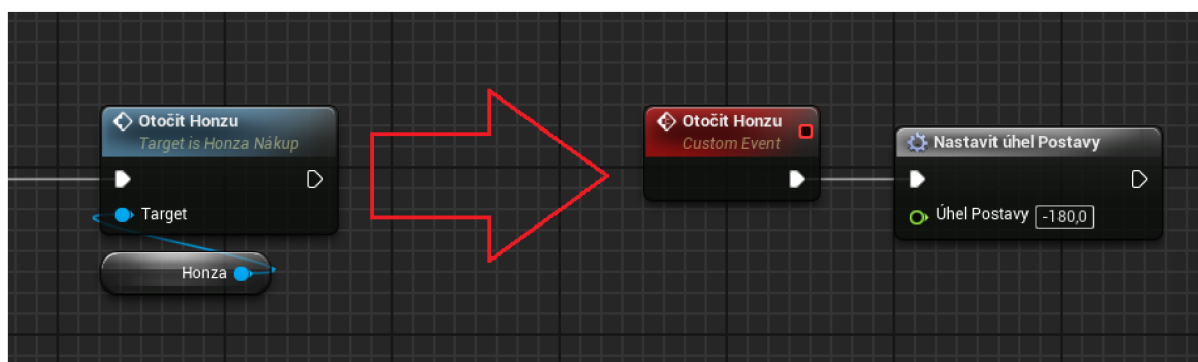 Otočit Honzu
Target is Honza Nákup
Target
Honza
Otočit Honzu
Custom Event
Nastavit úhel Postavy
Úhel Postavy -180,0